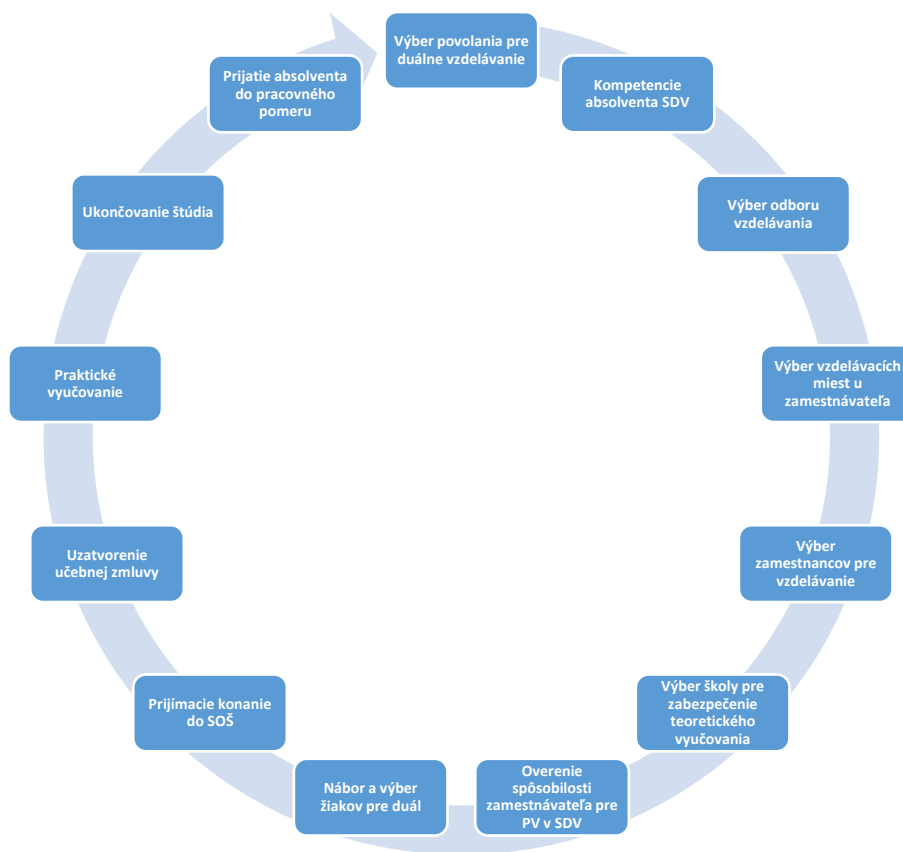 Výber povolania pre
duálne vzdelávanie
Kompetencie
absolventa SDV
Výber odboru
vzdelávania
Výber vzdelávacích
miest u
zamestnávateľa
Výber
zamestnancov pre
vzdelávanie
Výber školy pre
zabezpečenie
teoretického
vyučovania
Overenie
spôsobilosti
zamestnávateľa pre
PV v SDV
Nábor a výber
žiakov pre duál
Prijímacie konanie
do SOŠ
Uzatvorenie
učebnej zmluvy
Praktické
vyučovanie
Ukončovanie štúdia
Prijatie absolventa
do pracovného
pomeru